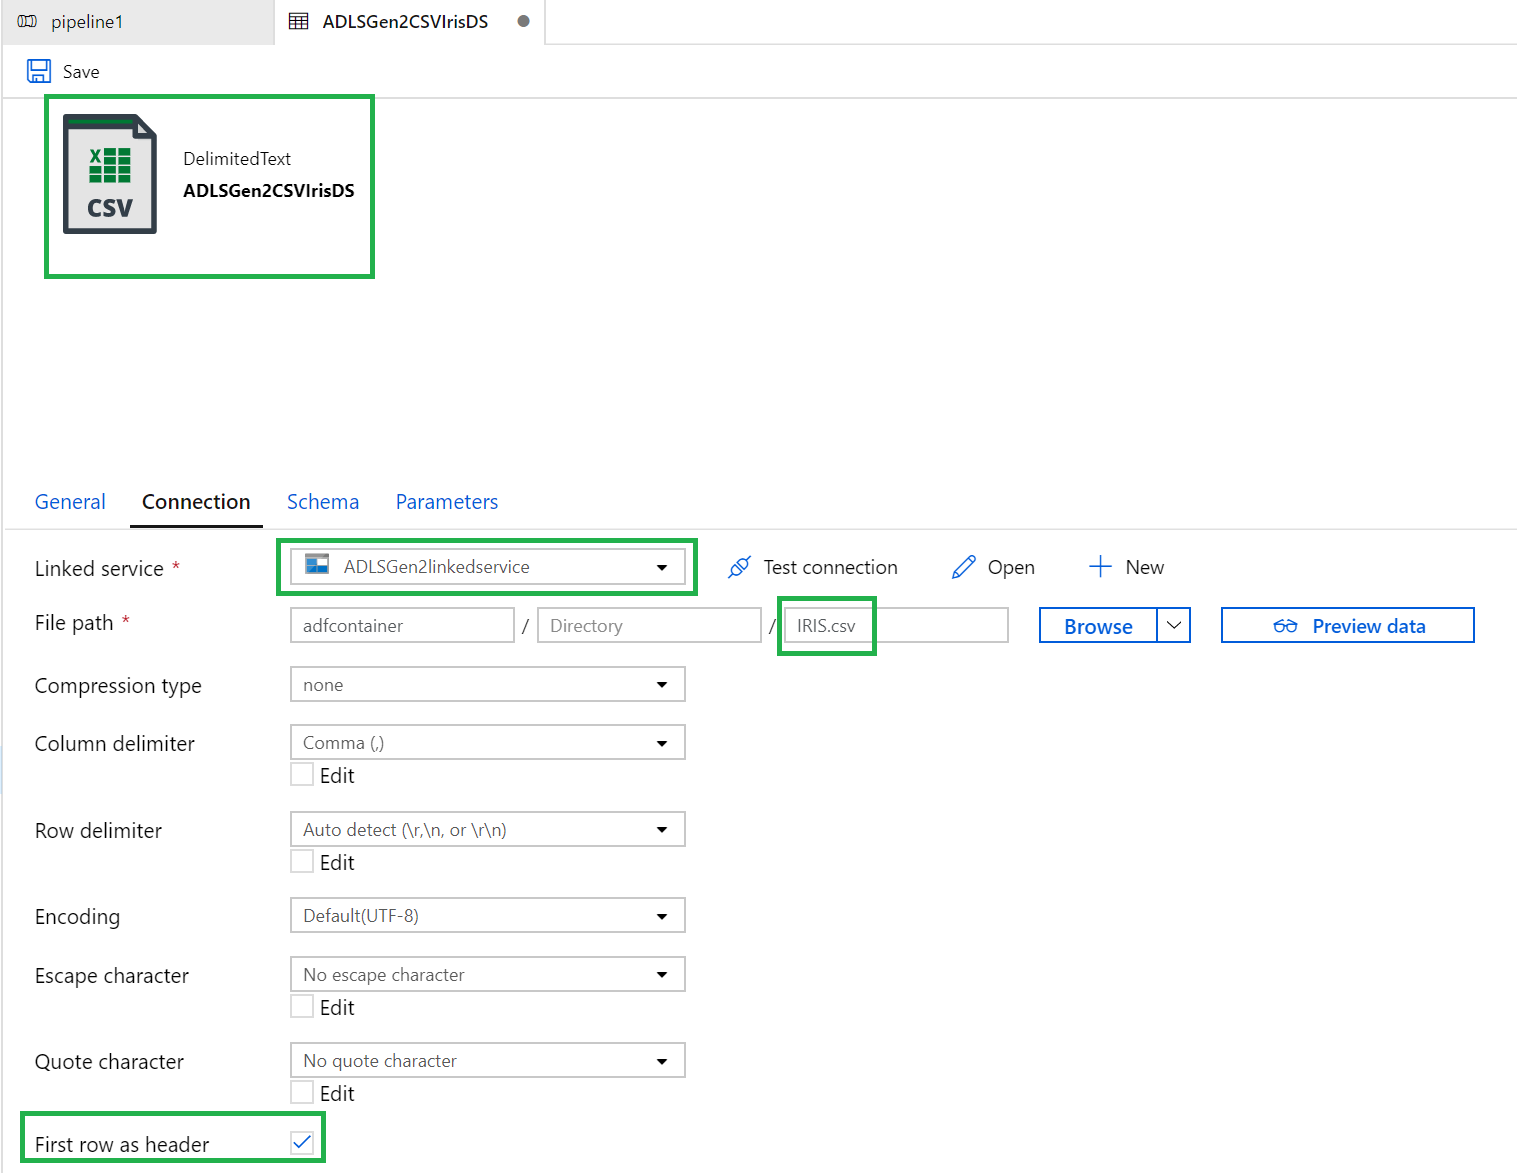 pipeline1
ADLSGen2CSVIrisDS
Save
X
CSV
DelimitedText
ADLSGen2CSVIrisDS
General Connection Schema Parameters
Linked service * ADLSGen2linkedservice Test connection Open New
File path * adfcontainer / Directory / IRIS.csv Browse Preview data
Compression type none
Column delimiter Comma (,)
Edit
Row delimiter Auto detect (\r,\n, or \r\n)
Edit
Encoding Default(UTF-8)
Escape character No escape character
Edit
Quote character No quote character
Edit
First row as header